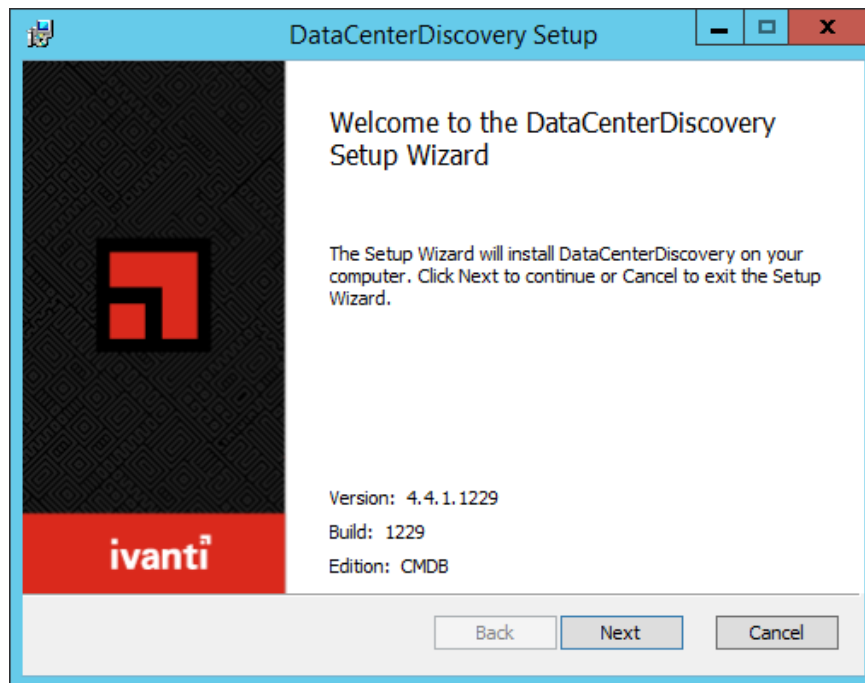 DataCenterDiscovery Setup
Welcome to the DataCenterDiscovery
Setup Wizard
The Setup Wizard will install DataCenterDiscovery on your
computer. Click Next to continue or Cancel to exit the Setup
Wizard.
Version: 4.4.1.1229
Build: 1229
Edition: CMDB
ivanti
Back
Next
Cancel